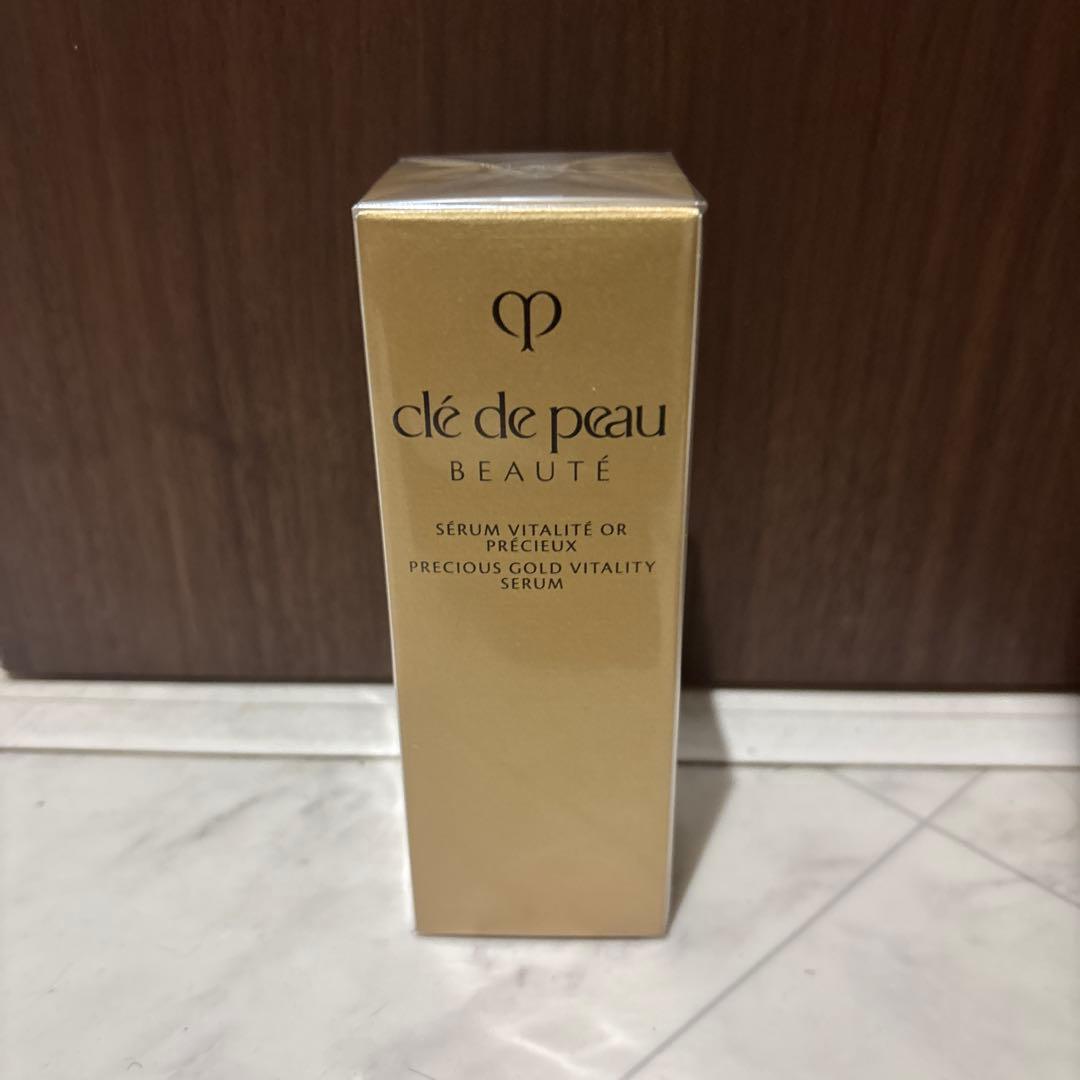 clé de peau
BEAUTÉ
SÉRUM VITALITÉ OR
PRÉCIEUX
PRECIOUS GOLD VITALITY
SERUM